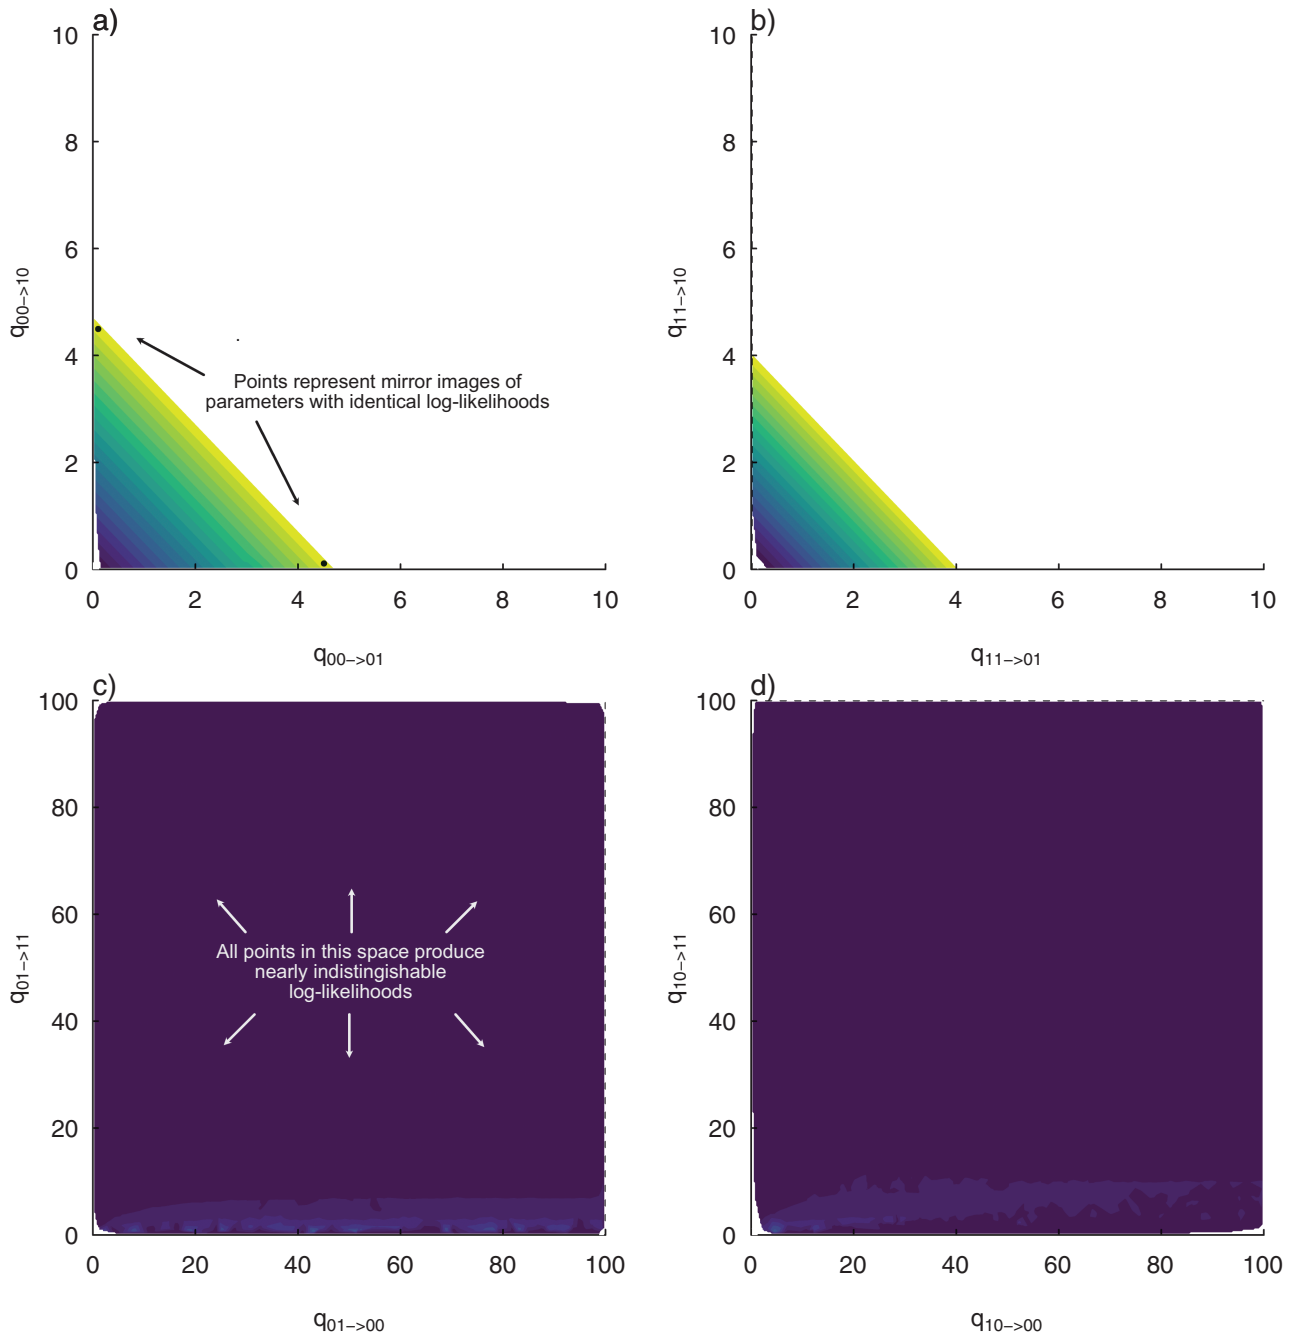 a)
10
8
6
4
2
0
q00−>10
Points represent mirror images of
parameters with identical log-likelihoods
0 2 4 6 8 10
q00−>01
b)
10
8
6
4
2
0
q11−>10
0 2 4 6 8 10
q11−>01
c)
100
80
60
40
20
0
q01−>11
All points in this space produce
nearly indistingishable
log-likelihoods
0 20 40 60 80 100
q01−>00
d)
100
80
60
40
20
0
q10−>11
0 20 40 60 80 100
q10−>00